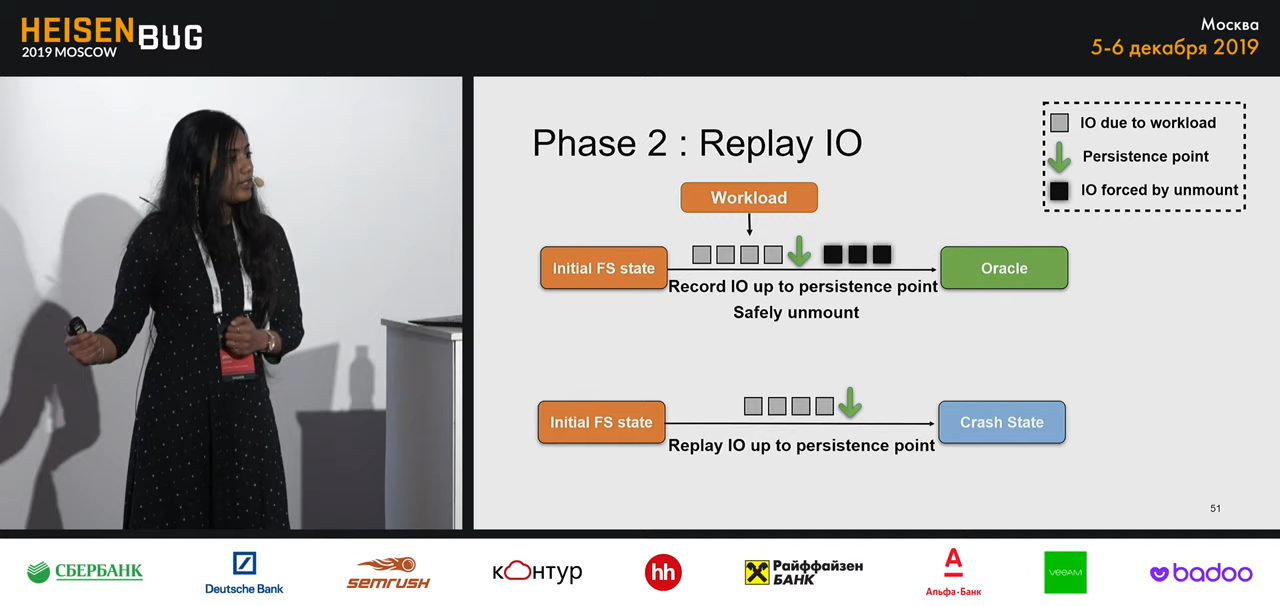 HEISENBUG
2019 MOSCOW
Москва
5-6 декабря 2019
Phase 2 : Replay IO
IO due to workload
Persistence point
IO forced by unmount
Workload
Initial FS state
Oracle
Record IO up to persistence point
Safely unmount
Initial FS state
Crash State
Replay IO up to persistence point
51
СБЕРБАНК
Deutsche Bank
semrush
контур
hh
Райффайзен
БАНК
А
Альфа·Банк
veeam
badoo